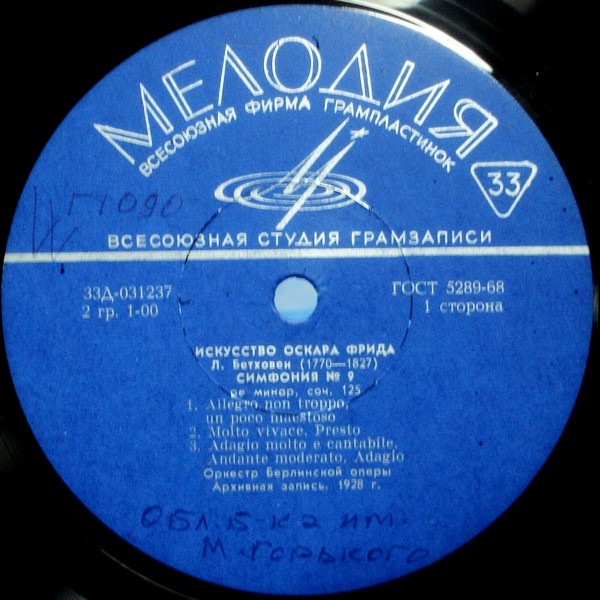 МЕЛОДИЯ
ВСЕСОЮЗНАЯ ФИРМА ГРАМПЛАСТИНОК
33
Г1090
ВСЕСОЮЗНАЯ СТУДИЯ ГРАМЗАПИСИ
33Д-031237
2 гр. 1-00
ГОСТ 5289-68
1 сторона
ИСКУССТВО ОСКАРА ФРИДА
Л. Бетховен (1770—1827)
СИМФОНИЯ № 9
ре минор, соч. 125
1. Allegro non troppo,
un poco maestoso
2. Molto vivace, Presto
3. Adagio molto e cantabile,
Andante moderato, Adagio
Оркестр Берлинской оперы
Архивная запись. 1928 г.
ОБЛ. Б-КА ИМ.
М. ГОРЬКОГО